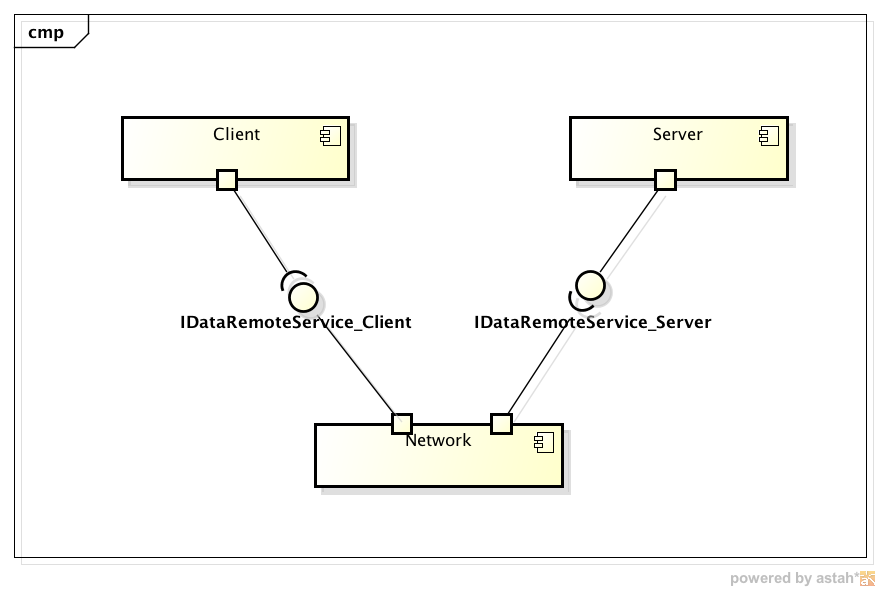 cmp
Client
Server
IDataRemoteService_Client
IDataRemoteService_Server
Network
powered by astah*